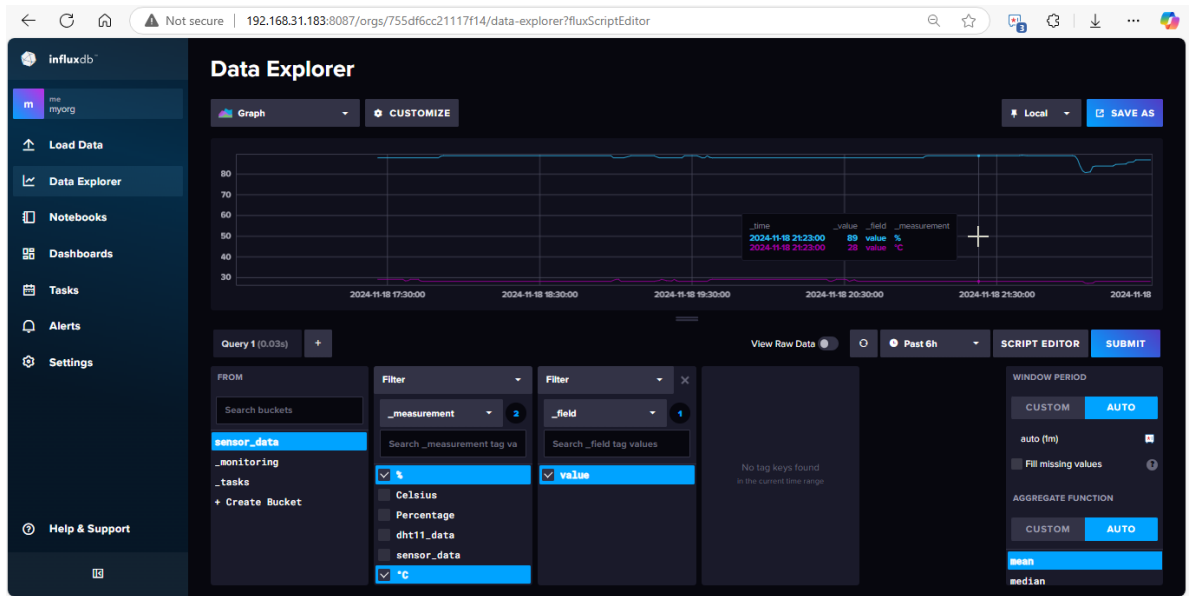 Not secure 192.168.31.183:8087/orgs/755df6cc21117f14/data-explorer?fluxScriptEditor
3
influxdb™
m
me
myorg
Load Data
Data Explorer
Notebooks
Dashboards
Tasks
Alerts
Settings
Help & Support
Data Explorer
Graph
CUSTOMIZE
Local
SAVE AS
80
70
60
50
40
30
_time _value _field _measurement
2024-11-18 21:23:00 89 value %
2024-11-18 21:23:00 28 value °C
2024-11-18 17:30:00 2024-11-18 18:30:00 2024-11-18 19:30:00 2024-11-18 20:30:00 2024-11-18 21:30:00 2024-11-18
Query 1 (0.03s)
+
View Raw Data
Past 6h
SCRIPT EDITOR
SUBMIT
FROM
Search buckets
sensor_data
_monitoring
_tasks
+ Create Bucket
Filter
_measurement
2
Search _measurement tag va
%
Celsius
Percentage
dht11_data
sensor_data
°C
Filter
_field
1
Search _field tag values
value
No tag keys found
in the current time range
WINDOW PERIOD
CUSTOM AUTO
auto (1m)
Fill missing values
?
AGGREGATE FUNCTION
CUSTOM AUTO
mean
median